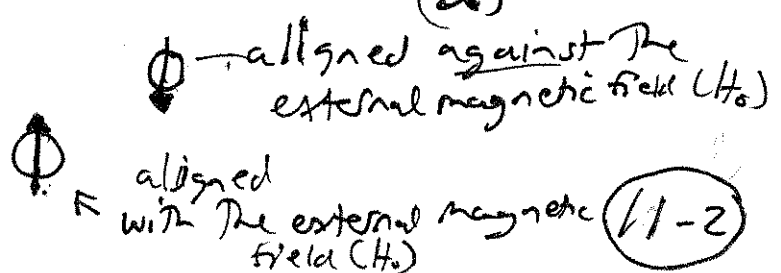 aligned against the
external magnetic field (H₀)
aligned
with the external magnetic
field (H₀)
11-2